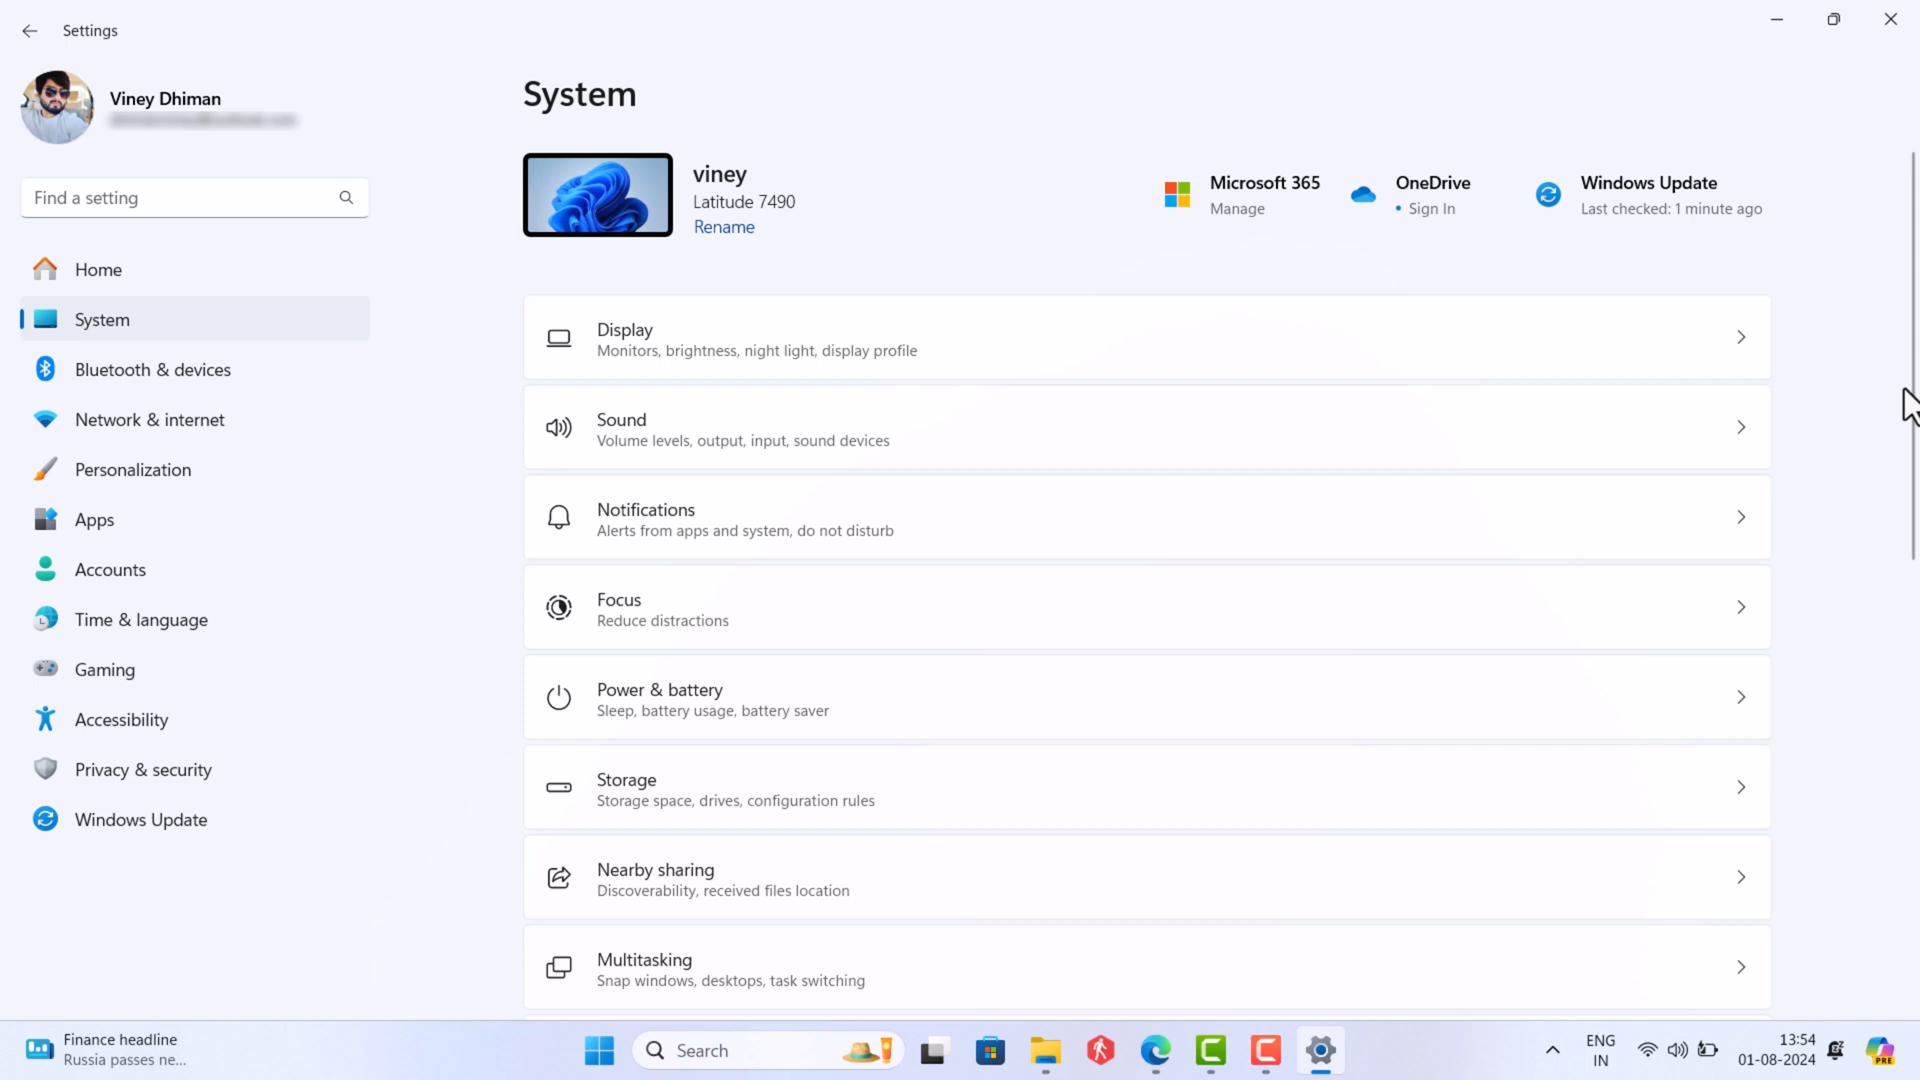 Settings
Viney Dhiman
Find a setting
Home
System
Bluetooth & devices
Network & internet
Personalization
Apps
Accounts
Time & language
Gaming
Accessibility
Privacy & security
Windows Update
System
viney
Latitude 7490
Rename
Microsoft 365
Manage
OneDrive
• Sign In
Windows Update
Last checked: 1 minute ago
Display
Monitors, brightness, night light, display profile
Sound
Volume levels, output, input, sound devices
Notifications
Alerts from apps and system, do not disturb
Focus
Reduce distractions
Power & battery
Sleep, battery usage, battery saver
Storage
Storage space, drives, configuration rules
Nearby sharing
Discoverability, received files location
Multitasking
Snap windows, desktops, task switching
Finance headline
Russia passes ne...
Search
ENG
IN
13:54
01-08-2024
PRE